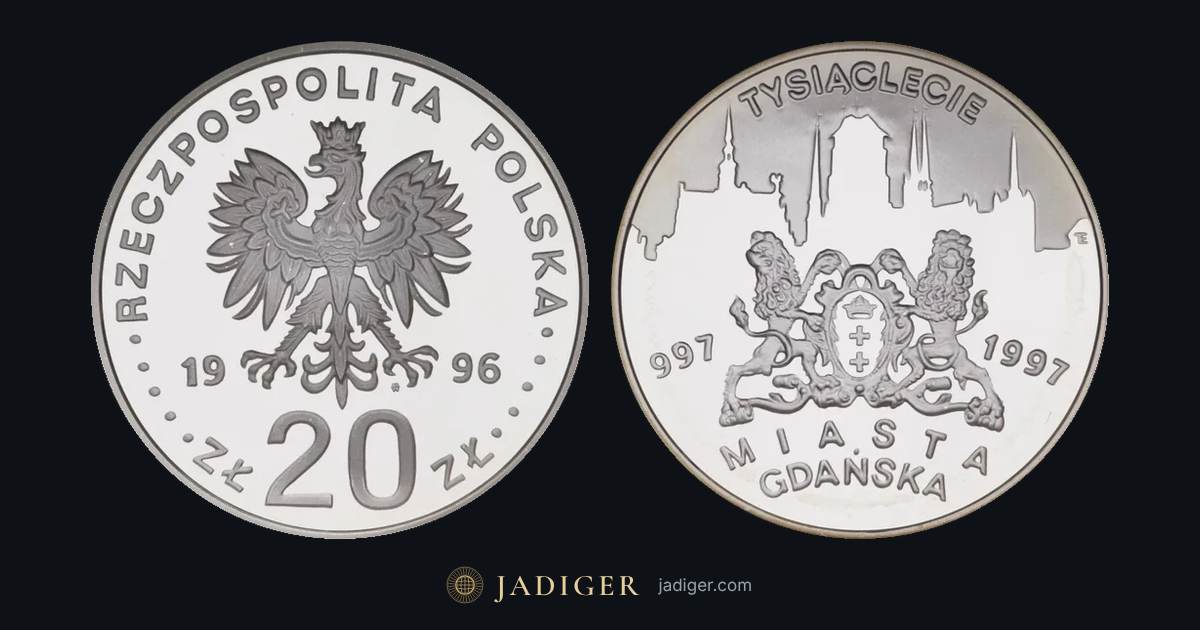 RZECZPOSPOLITA POLSKA
19 96
ZŁ 20 ZŁ
TYSIĄCLECIE
997 1997
MIASTA
GDAŃSKA
JADIGER jadiger.com